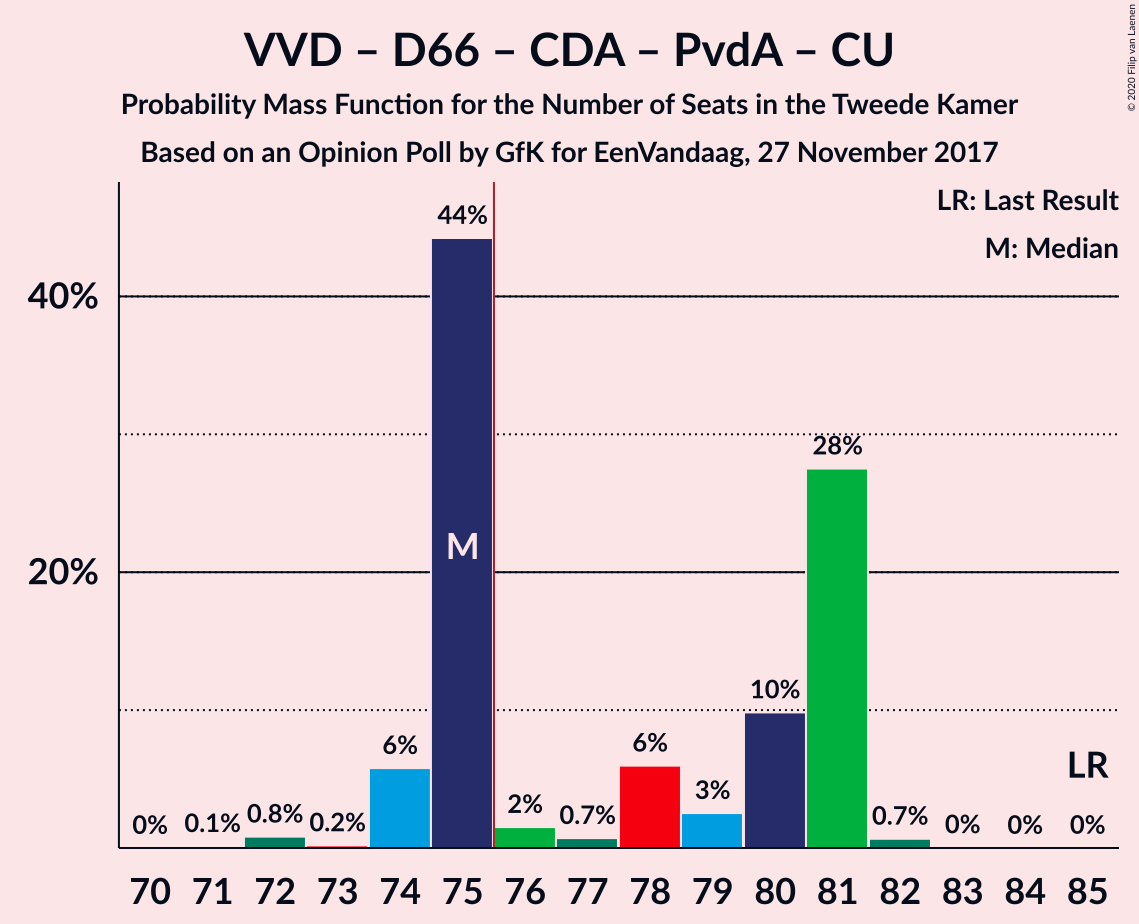 VVD – D66 – CDA – PvdA – CU
Probability Mass Function for the Number of Seats in the Tweede Kamer
Based on an Opinion Poll by GfK for EenVandaag, 27 November 2017
© 2020 Filip van Laenen
LR: Last Result
M: Median
40%
20%
0%
0.1%
0.8%
0.2%
6%
44%
M
2%
0.7%
6%
3%
10%
28%
0.7%
0%
0%
0%
LR
70 71 72 73 74 75 76 77 78 79 80 81 82 83 84 85